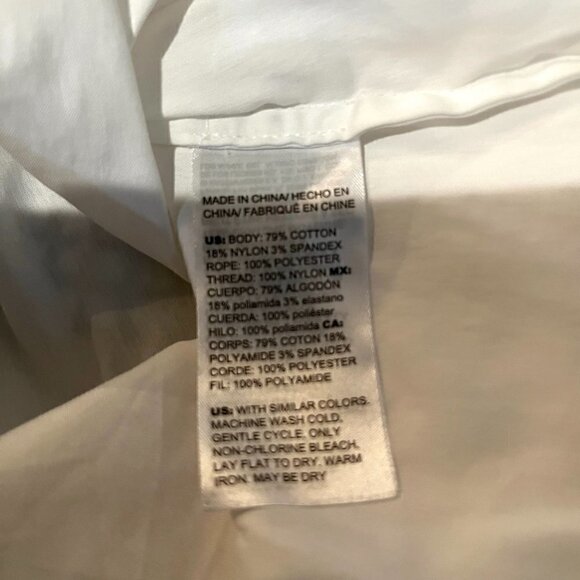 MADE IN CHINA/ HECHO EN
CHINA/ FABRIQUÉ EN CHINE
US: BODY: 79% COTTON
18% NYLON 3% SPANDEX
ROPE: 100% POLYESTER
THREAD: 100% NYLON MX:
CUERPO: 79% ALGODÓN
18% poliamida 3% elastano
CUERDA: 100% poliéster
HILO: 100% poliamida CA:
CORPS: 79% COTON 18%
POLYAMIDE 3% SPANDEX
CORDE: 100% POLYESTER
FIL: 100% POLYAMIDE
US: WITH SIMILAR COLORS.
MACHINE WASH COLD,
GENTLE CYCLE. ONLY
NON-CHLORINE BLEACH.
LAY FLAT TO DRY. WARM
IRON. MAY BE DRY